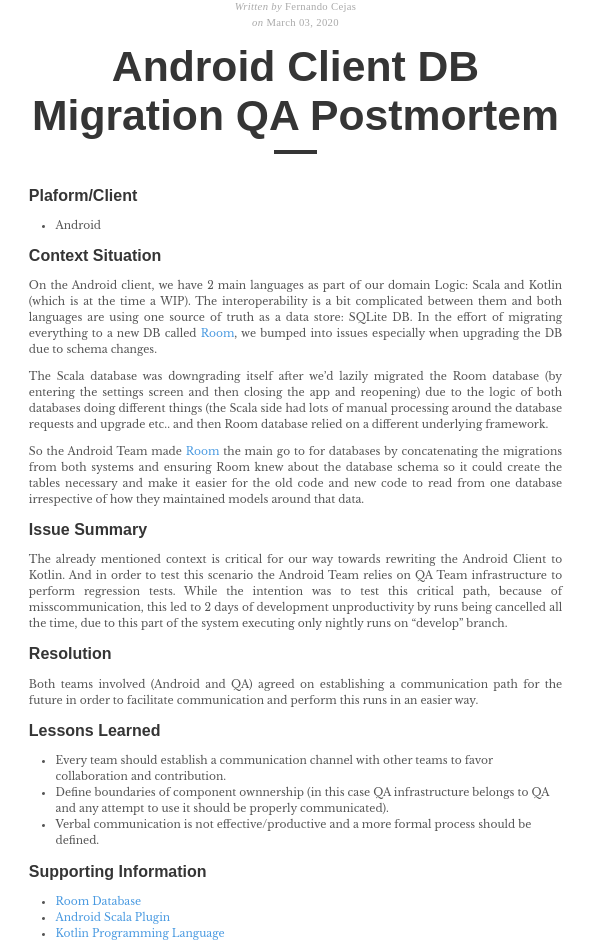 Written by Fernando Cejas
on March 03, 2020
Android Client DB
Migration QA Postmortem
Plaform/Client
• Android
Context Situation
On the Android client, we have 2 main languages as part of our domain Logic: Scala and Kotlin
(which is at the time a WIP). The interoperability is a bit complicated between them and both
languages are using one source of truth as a data store: SQLite DB. In the effort of migrating
everything to a new DB called Room, we bumped into issues especially when upgrading the DB
due to schema changes.
The Scala database was downgrading itself after we'd lazily migrated the Room database (by
entering the settings screen and then closing the app and reopening) due to the logic of both
databases doing different things (the Scala side had lots of manual processing around the database
requests and upgrade etc.. and then Room database relied on a different underlying framework.
So the Android Team made Room the main go to for databases by concatenating the migrations
from both systems and ensuring Room knew about the database schema so it could create the
tables necessary and make it easier for the old code and new code to read from one database
irrespective of how they maintained models around that data.
Issue Summary
The already mentioned context is critical for our way towards rewriting the Android Client to
Kotlin. And in order to test this scenario the Android Team relies on QA Team infrastructure to
perform regression tests. While the intention was to test this critical path, because of
misscommunication, this led to 2 days of development unproductivity by runs being cancelled all
the time, due to this part of the system executing only nightly runs on “develop” branch.
Resolution
Both teams involved (Android and QA) agreed on establishing a communication path for the
future in order to facilitate communication and perform this runs in an easier way.
Lessons Learned
• Every team should establish a communication channel with other teams to favor
collaboration and contribution.
• Define boundaries of component ownnership (in this case QA infrastructure belongs to QA
and any attempt to use it should be properly communicated).
• Verbal communication is not effective/productive and a more formal process should be
defined.
Supporting Information
• Room Database
• Android Scala Plugin
• Kotlin Programming Language